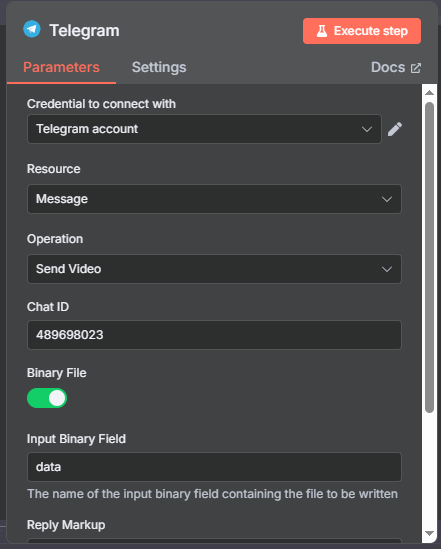 Telegram
Execute step
Parameters
Settings
Docs
Credential to connect with
Telegram account
Resource
Message
Operation
Send Video
Chat ID
489698023
Binary File
Input Binary Field
data
The name of the input binary field containing the file to be written
Reply Markup